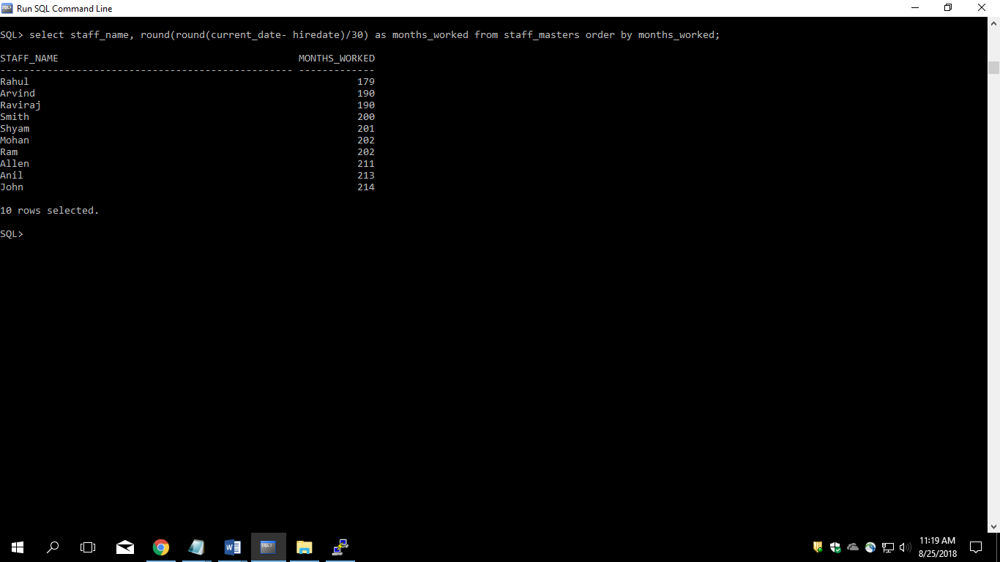 Run SQL Command Line
SQL> select staff_name, round(round(current_date- hiredate)/30) as months_worked from staff_masters order by months_worked;
STAFF_NAME MONTHS_WORKED
-------------------------------------------------- -------------
Rahul 179
Arvind 190
Raviraj 190
Smith 200
Shyam 201
Mohan 202
Ram 202
Allen 211
Anil 213
John 214
10 rows selected.
SQL>
11:19 AM
8/25/2018